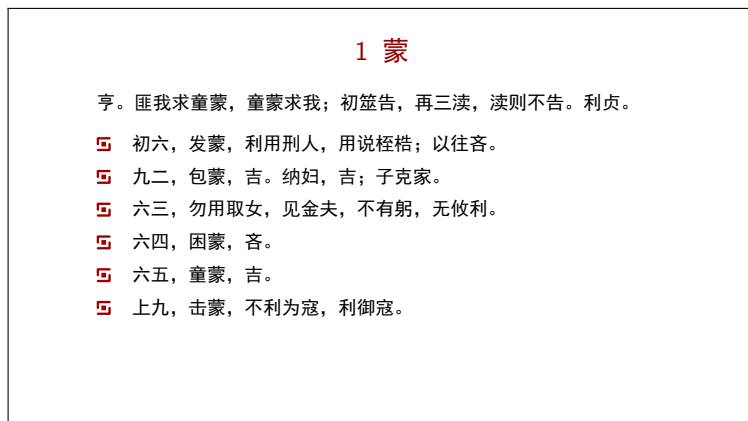 1 蒙
亨。匪我求童蒙，童蒙求我；初筮告，再三渎，渎则不告。利贞。
初六，发蒙，利用刑人，用说桎梏；以往吝。
九二，包蒙，吉。纳妇，吉；子克家。
六三，勿用取女，见金夫，不有躬，无攸利。
六四，困蒙，吝。
六五，童蒙，吉。
上九，击蒙，不利为寇，利御寇。